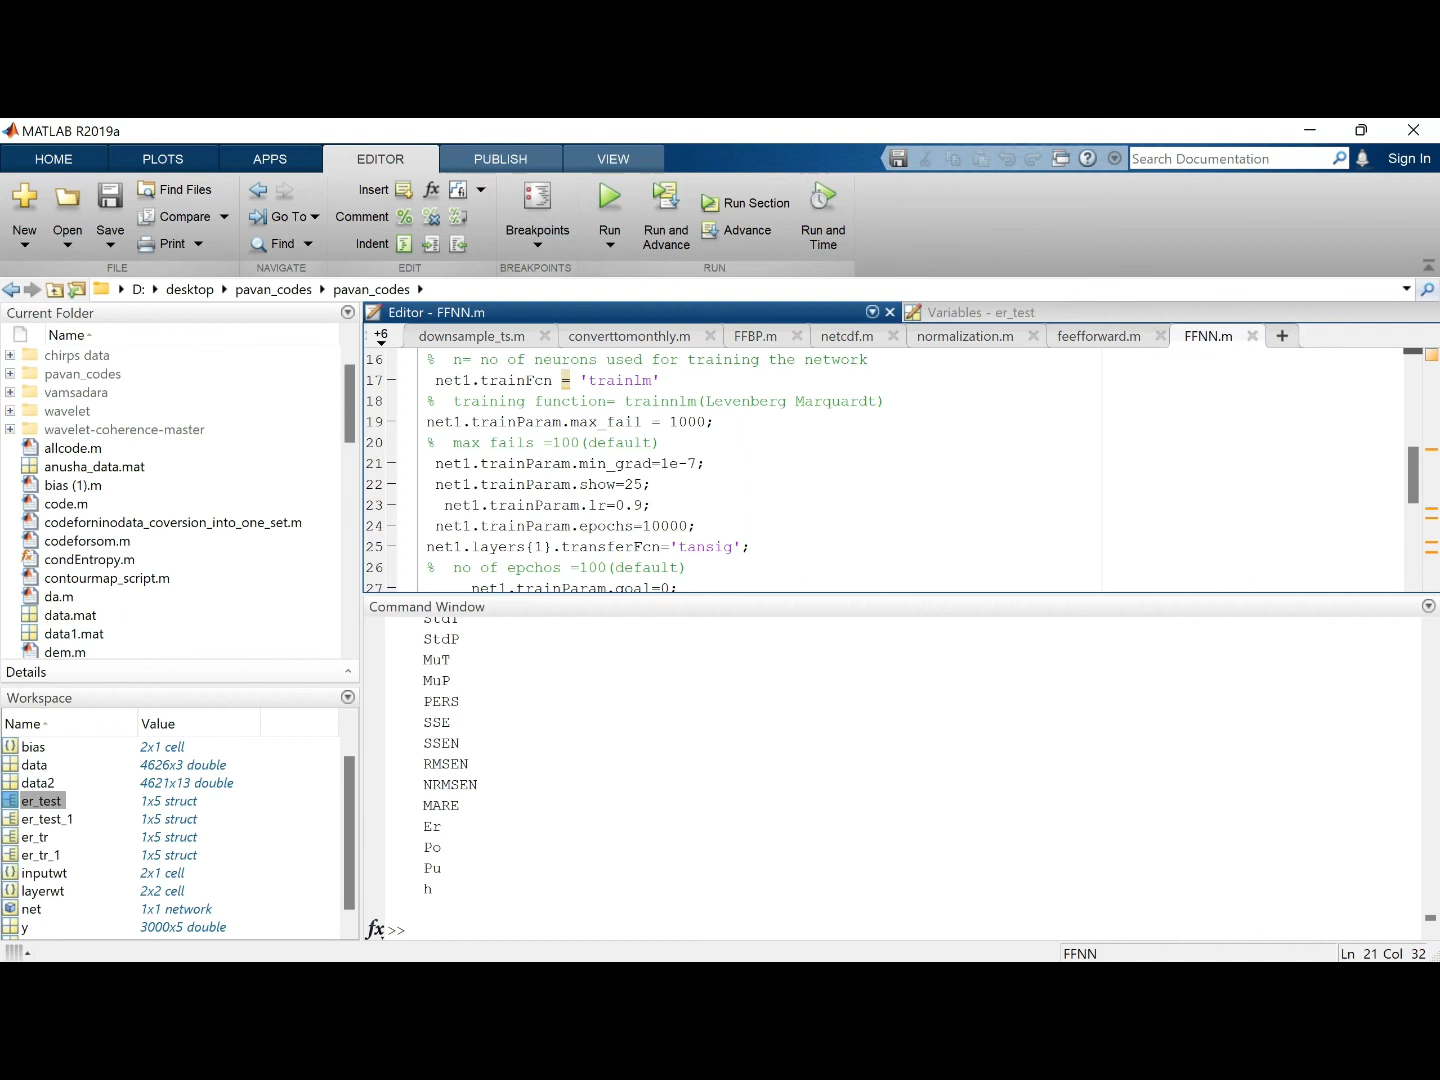 MATLAB R2019a
HOME PLOTS APPS EDITOR PUBLISH VIEW
Search Documentation
Sign In
New
Open
Save
Find Files
Compare
Print
FILE
Go To
Find
NAVIGATE
Insert fx
Comment
Indent
EDIT
Breakpoints
BREAKPOINTS
Run
Run and Advance
Run Section
Advance
Run and Time
RUN
D: desktop pavan_codes pavan_codes
Current Folder
Name
chirps data
pavan_codes
vamsadara
wavelet
wavelet-coherence-master
allcode.m
anusha_data.mat
bias (1).m
code.m
codeforninodata_coversion_into_one_set.m
codeforsom.m
condEntropy.m
contourmap_script.m
da.m
data.mat
data1.mat
dem.m
Details
Workspace
Name Value
bias 2x1 cell
data 4626x3 double
data2 4621x13 double
er_test 1x5 struct
er_test_1 1x5 struct
er_tr 1x5 struct
er_tr_1 1x5 struct
inputwt 2x1 cell
layerwt 2x2 cell
net 1x1 network
y 3000x5 double
Editor - FFNN.m
Variables - er_test
+6 downsample_ts.m converttomonthly.m FFBP.m netcdf.m normalization.m feefforward.m FFNN.m +
16 % n= no of neurons used for training the network
17 – net1.trainFcn = 'trainlm'
18 % training function= trainnlm(Levenberg Marquardt)
19 – net1.trainParam.max_fail = 1000;
20 % max fails =100(default)
21 – net1.trainParam.min_grad=1e-7;
22 – net1.trainParam.show=25;
23 – net1.trainParam.lr=0.9;
24 – net1.trainParam.epochs=10000;
25 – net1.layers{1}.transferFcn='tansig';
26 % no of epchos =100(default)
27 – net1.trainParam.goal=0;
Command Window
StdT
StdP
MuT
MuP
PERS
SSE
SSEN
RMSEN
NRMSEN
MARE
Er
Po
Pu
h
fx >>
FFNN
Ln 21 Col 32